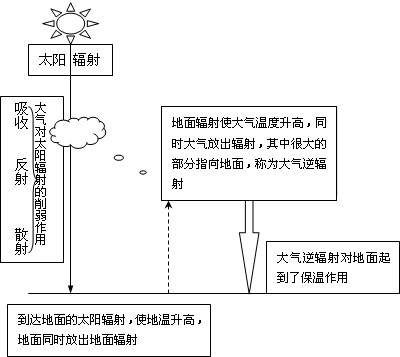 太阳 辐射
大气对太阳辐射的削弱作用
吸收 反射 散射
地面辐射使大气温度升高，同
时大气放出辐射，其中很大的
部分指向地面，称为大气逆辐
射
大气逆辐射对地面起
到了保温作用
到达地面的太阳辐射，使地温升高，
地面同时放出地面辐射